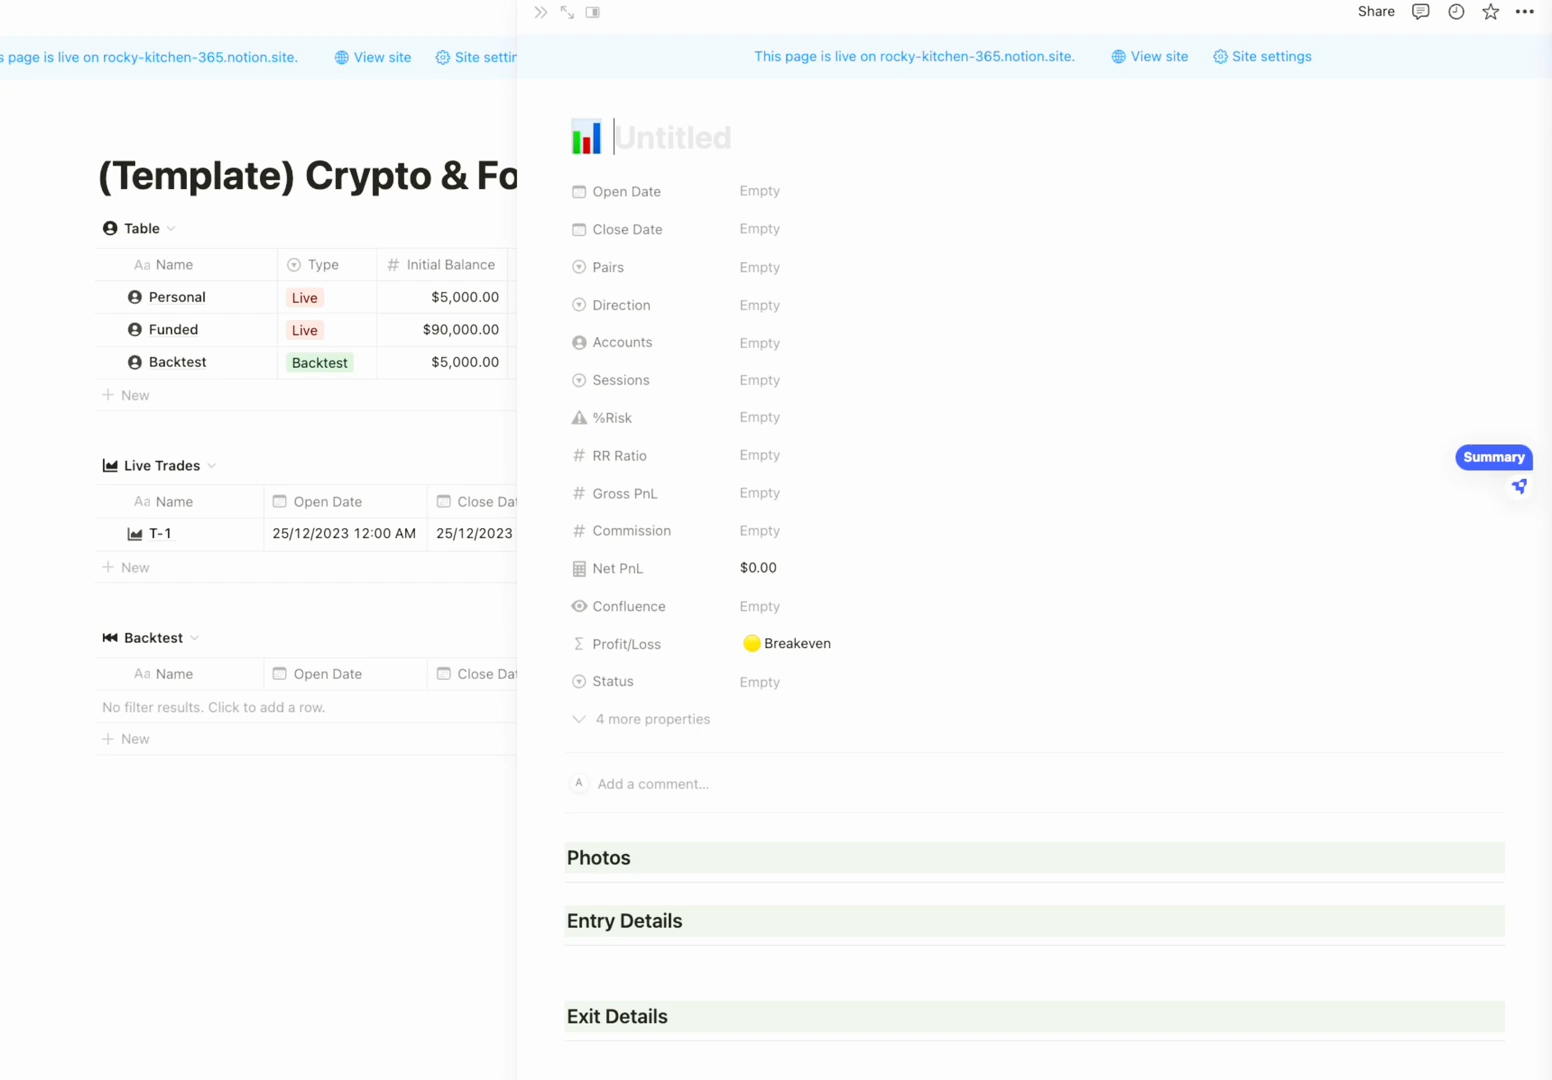 s page is live on rocky-kitchen-365.notion.site. View site Site settin
(Template) Crypto & Fo
Table
Aa Name Type # Initial Balance
Personal Live $5,000.00
Funded Live $90,000.00
Backtest Backtest $5,000.00
+ New
Live Trades
Aa Name Open Date Close Dat
T-1 25/12/2023 12:00 AM 25/12/2023
+ New
Backtest
Aa Name Open Date Close Dat
No filter results. Click to add a row.
+ New
Share
This page is live on rocky-kitchen-365.notion.site. View site Site settings
Untitled
Open Date Empty
Close Date Empty
Pairs Empty
Direction Empty
Accounts Empty
Sessions Empty
%Risk Empty
# RR Ratio Empty
# Gross PnL Empty
# Commission Empty
Net PnL $0.00
Confluence Empty
Σ Profit/Loss Breakeven
Status Empty
4 more properties
A Add a comment...
Photos
Entry Details
Exit Details
Summary